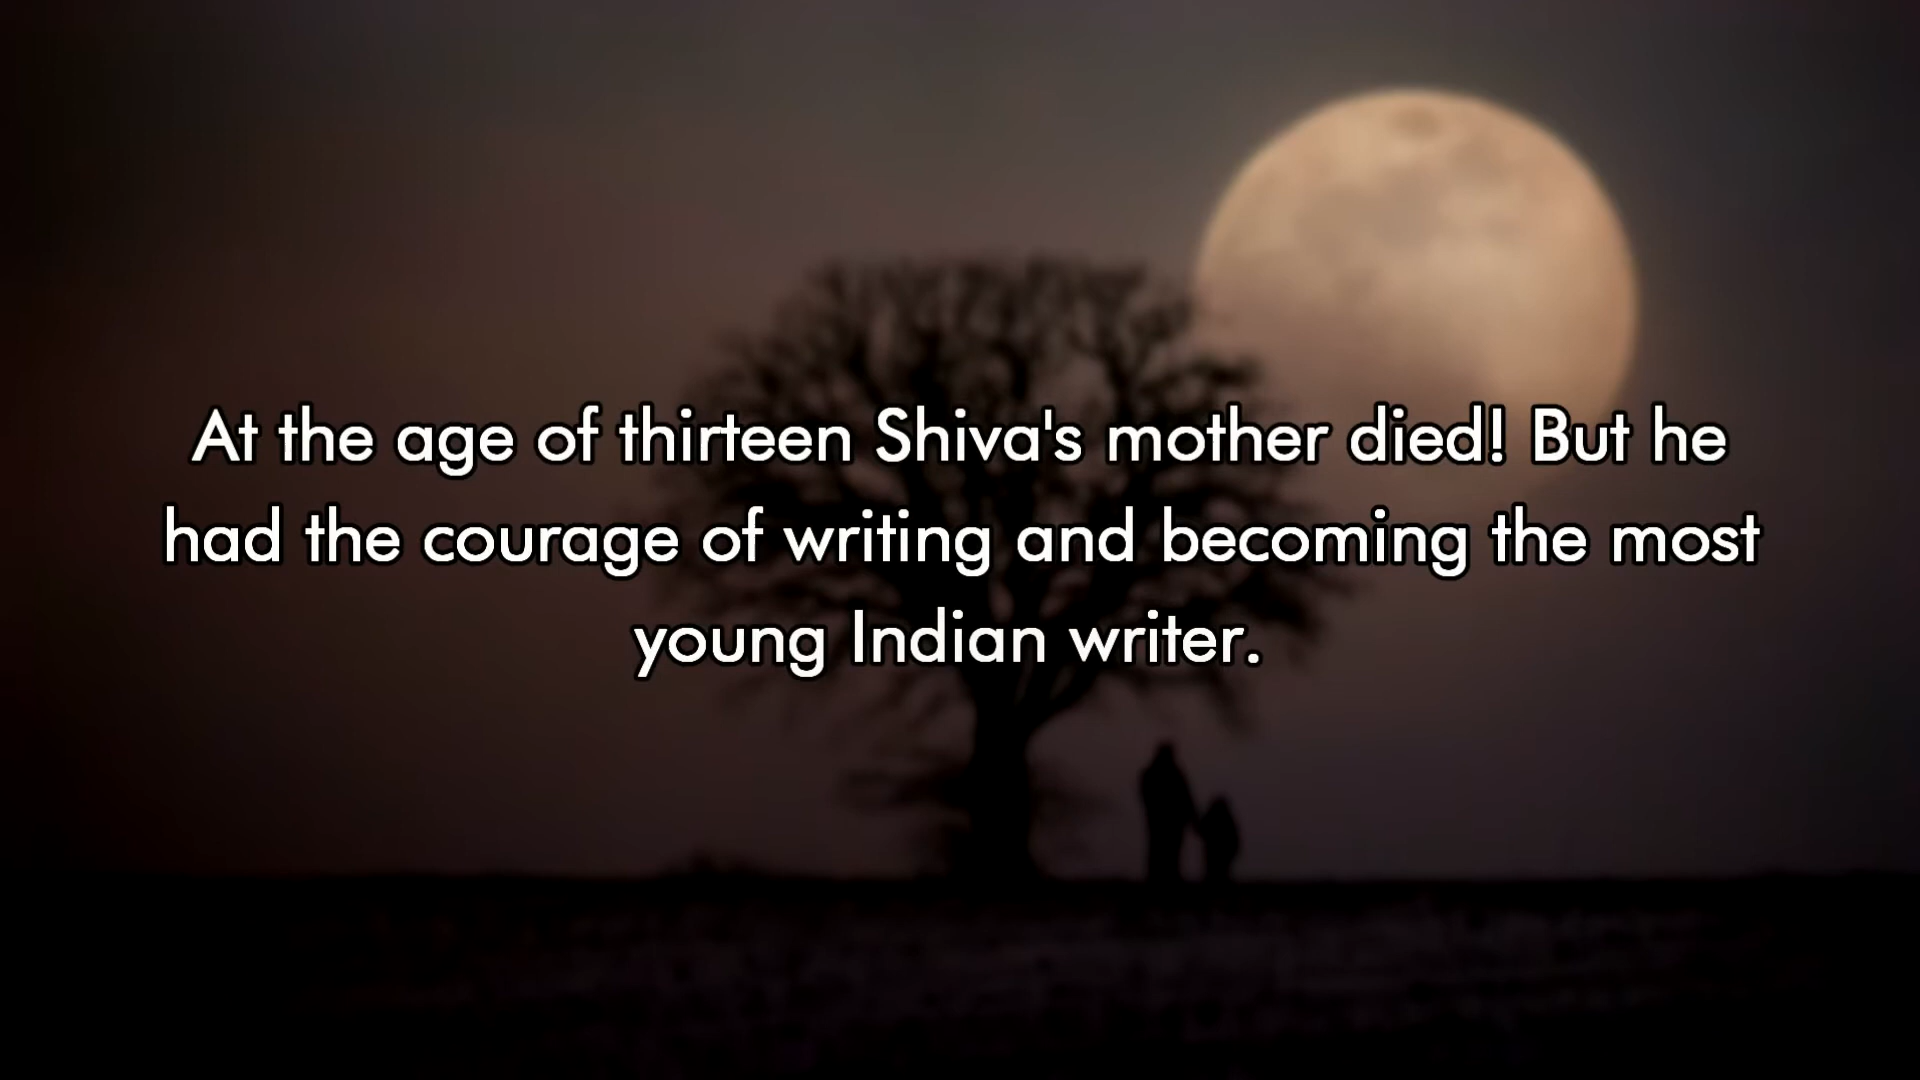 At the age of thirteen Shiva's mother died! But he
had the courage of writing and becoming the most
young Indian writer.